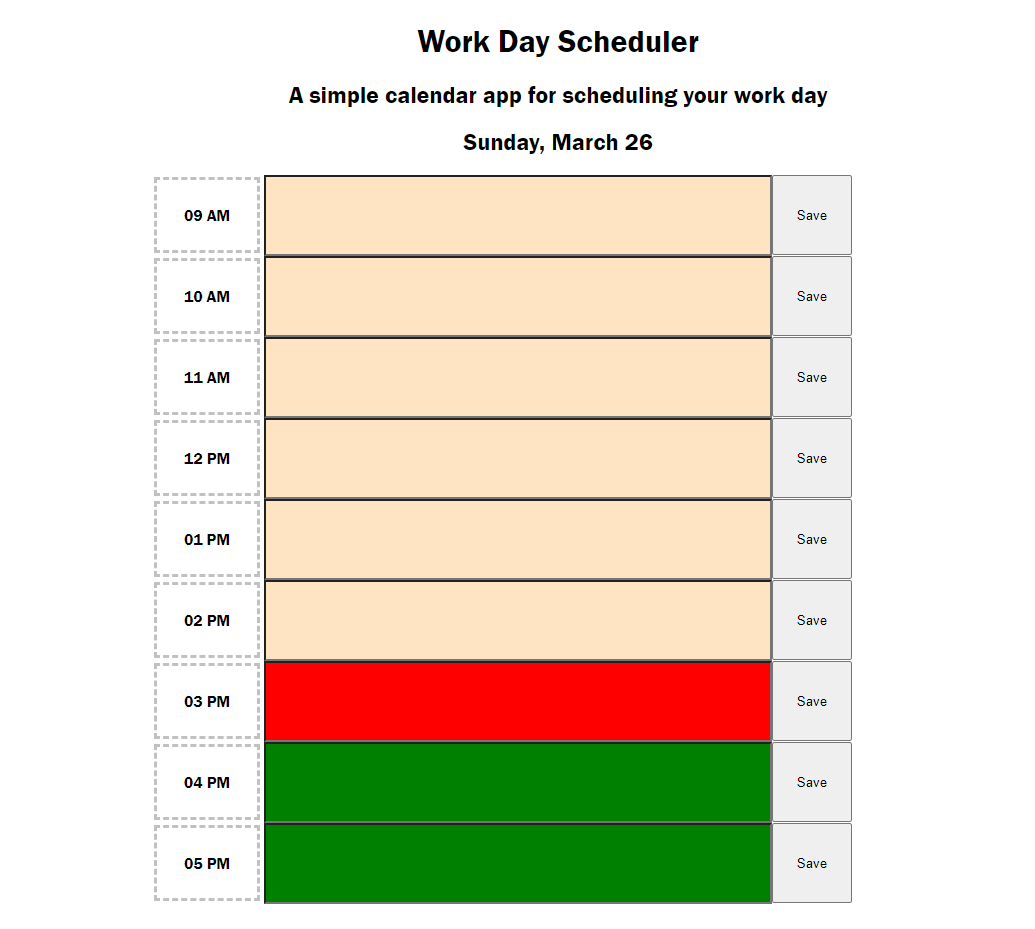 Work Day Scheduler
A simple calendar app for scheduling your work day
Sunday, March 26
09 AM Save
10 AM Save
11 AM Save
12 PM Save
01 PM Save
02 PM Save
03 PM Save
04 PM Save
05 PM Save